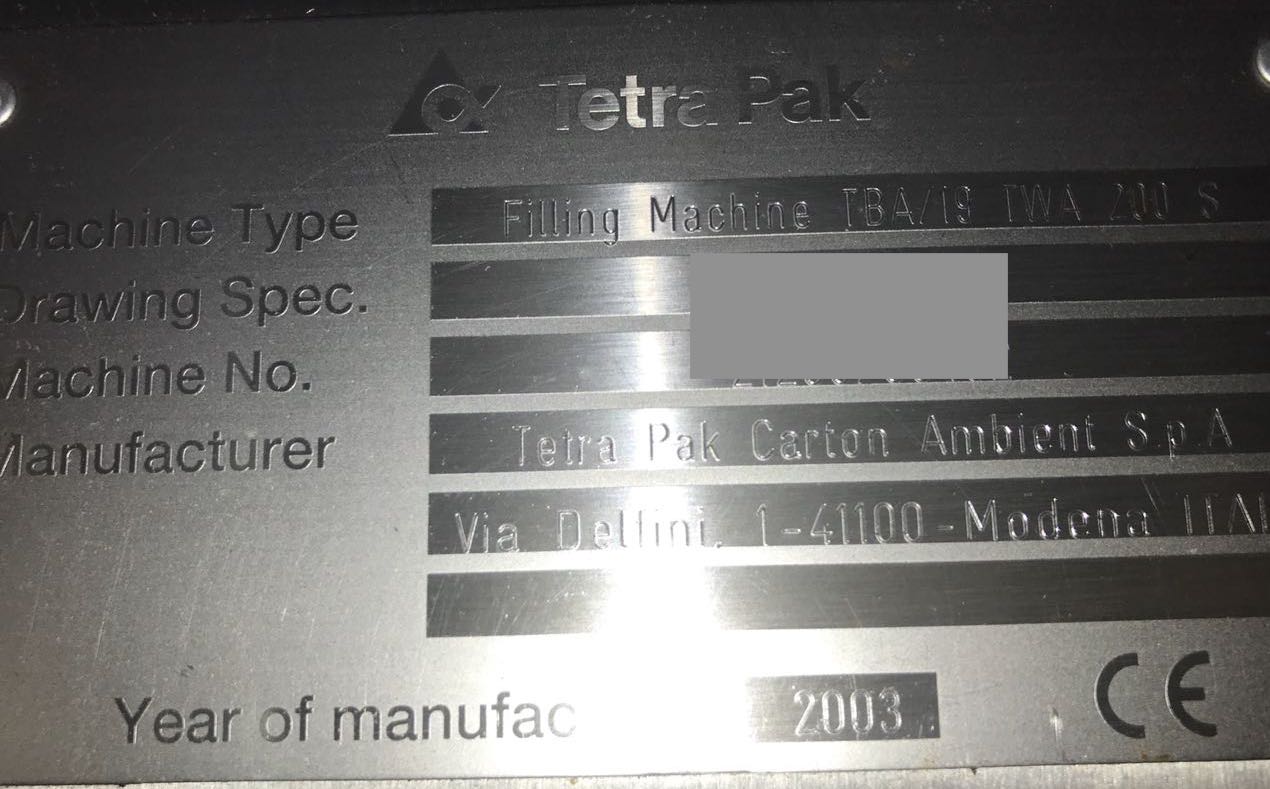 Tetra Pak
Machine Type Filling Machine TBA/19 TWA 200 S
Drawing Spec.
Machine No.
Manufacturer Tetra Pak Carton Ambient S.p.A
Via Delfini, 1-41100-Modena ITAL
Year of manufac 2003
CE